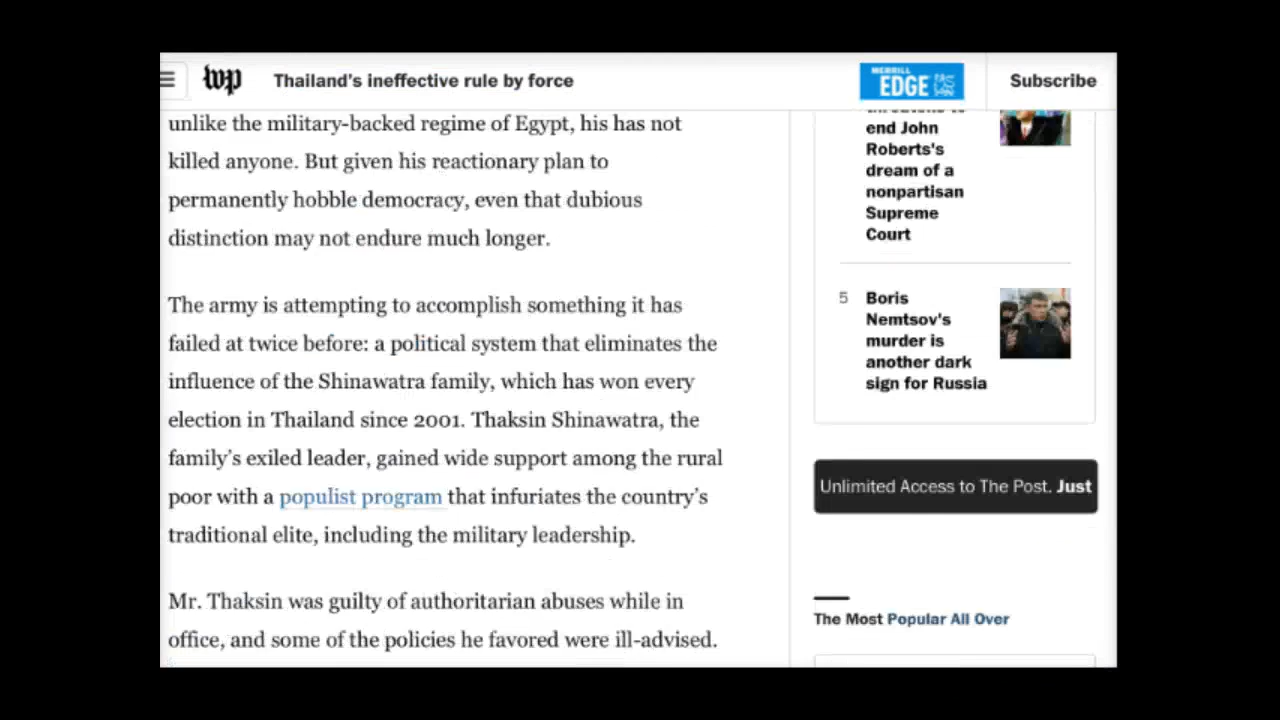 wp
Thailand's ineffective rule by force
MERRILL
EDGE
Subscribe
unlike the military-backed regime of Egypt, his has not
killed anyone. But given his reactionary plan to
permanently hobble democracy, even that dubious
distinction may not endure much longer.
The army is attempting to accomplish something it has
failed at twice before: a political system that eliminates the
influence of the Shinawatra family, which has won every
election in Thailand since 2001. Thaksin Shinawatra, the
family's exiled leader, gained wide support among the rural
poor with a populist program that infuriates the country's
traditional elite, including the military leadership.
Mr. Thaksin was guilty of authoritarian abuses while in
office, and some of the policies he favored were ill-advised.
end John
Roberts's
dream of a
nonpartisan
Supreme
Court
5 Boris
Nemtsov's
murder is
another dark
sign for Russia
Unlimited Access to The Post. Just
The Most Popular All Over